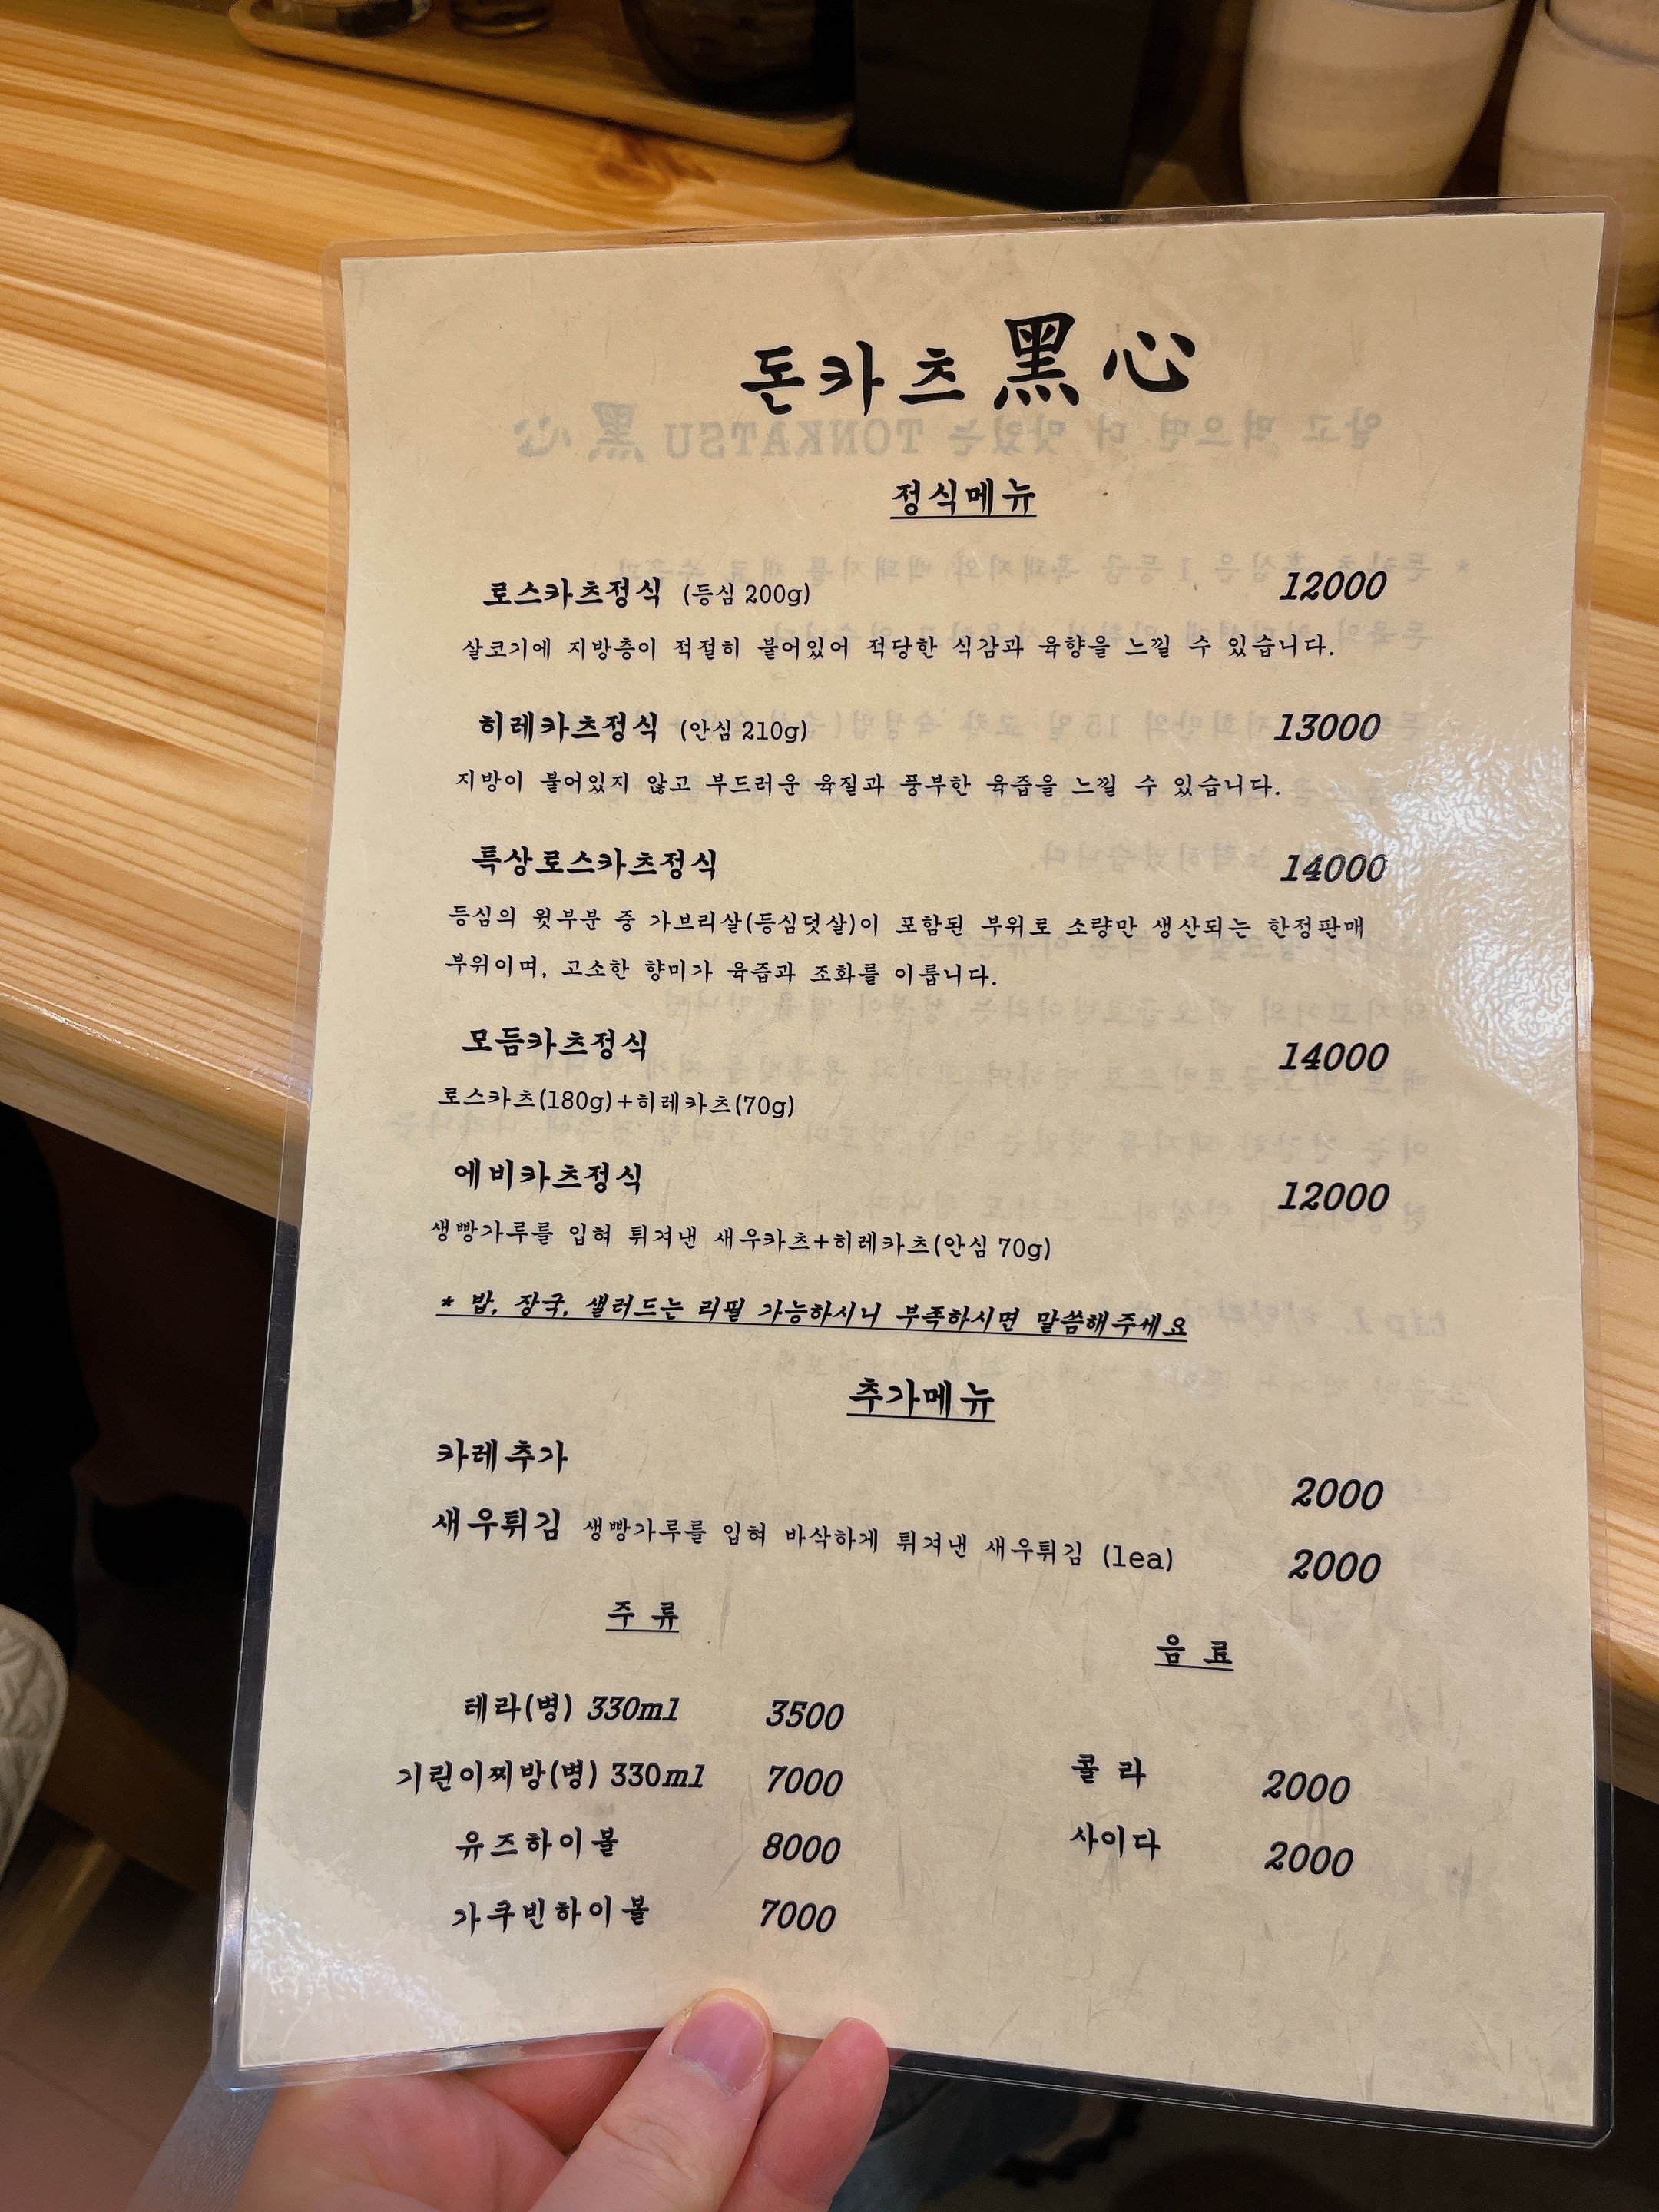 돈카츠 黑心
알고 먹으면 더 맛있는 TONKATSU 黑心
정식메뉴
로스카츠정식 (등심 200g) 12000
살코기에 지방층이 적절히 붙어있어 적당한 식감과 육향을 느낄 수 있습니다.
히레카츠정식 (안심 210g) 13000
지방이 붙어있지 않고 부드러운 육질과 풍부한 육즙을 느낄 수 있습니다.
특상로스카츠정식 14000
등심의 윗부분 중 가브리살(등심덧살)이 포함된 부위로 소량만 생산되는 한정판매
부위이며, 고소한 향미가 육즙과 조화를 이룹니다.
모듬카츠정식 14000
로스카츠(180g)+히레카츠(70g)
에비카츠정식 12000
생빵가루를 입혀 튀겨낸 새우카츠+히레카츠(안심 70g)
* 밥, 장국, 샐러드는 리필 가능하시니 부족하시면 말씀해주세요
추가메뉴
카레추가 2000
새우튀김 생빵가루를 입혀 바삭하게 튀겨낸 새우튀김 (1ea) 2000
주 류
테라(병) 330ml 3500
기린이찌방(병) 330ml 7000
유즈하이볼 8000
가쿠빈하이볼 7000
음 료
콜 라 2000
사이다 2000